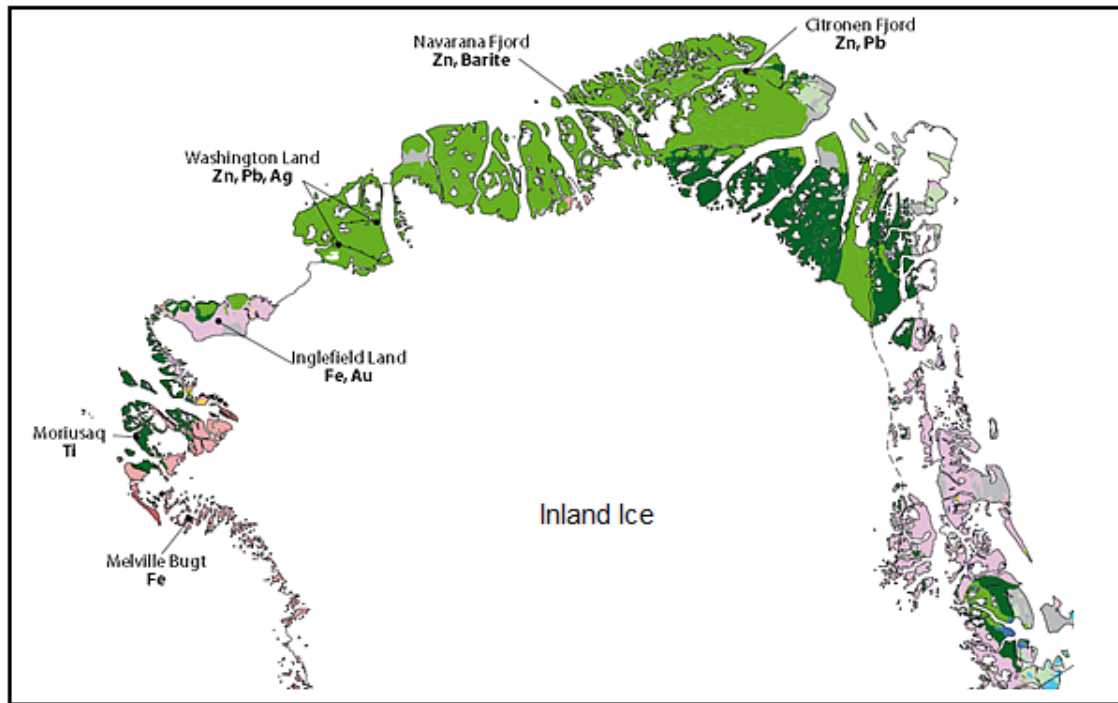 Citronen Fjord
Zn, Pb
Navarana Fjord
Zn, Barite
Washington Land
Zn, Pb, Ag
Inglefield Land
Fe, Au
Moriusaq
Ti
Inland Ice
Melville Bugt
Fe